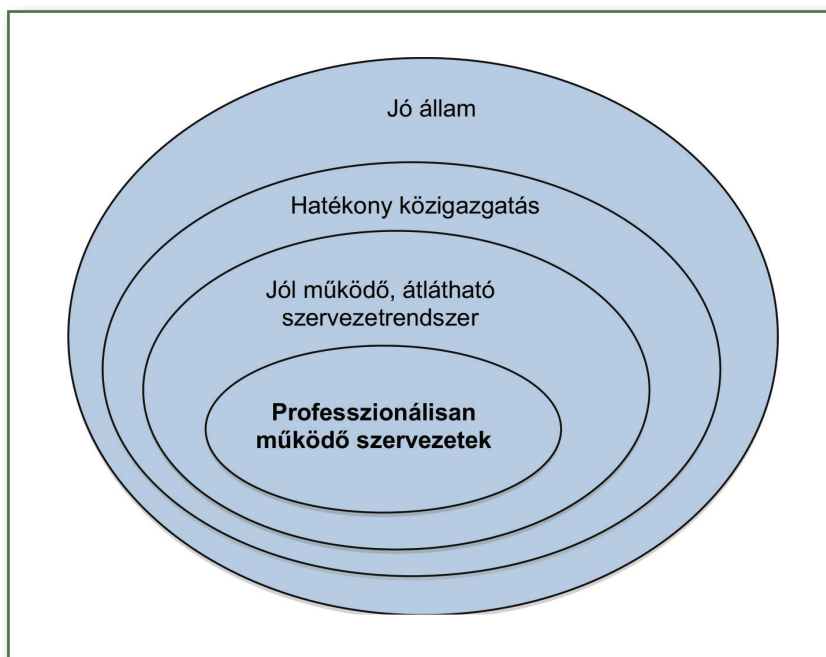 Jó állam
Hatékony közigazgatás
Jól működő, átlátható
szervezetrendszer
Professzionálisan
működő szervezetek